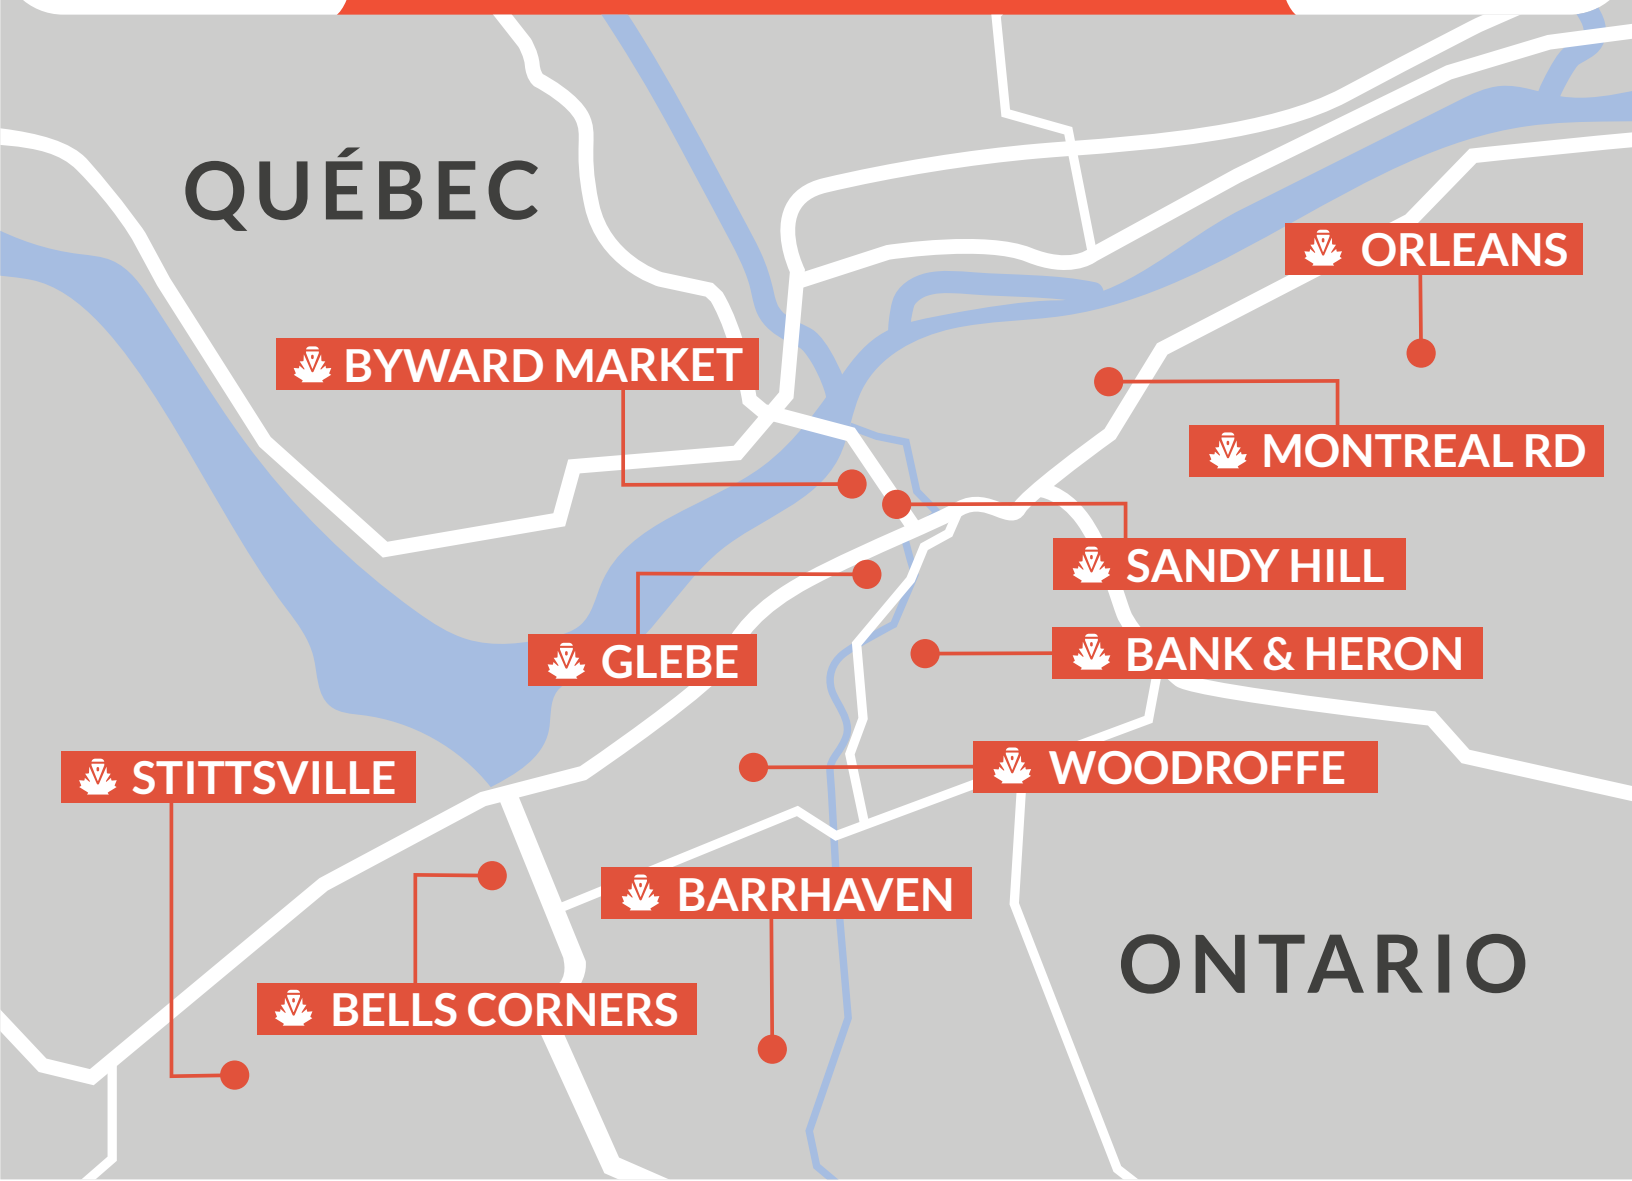 QUÉBEC
ORLEANS
BYWARD MARKET
MONTREAL RD
SANDY HILL
GLEBE
BANK & HERON
STITTSVILLE
WOODROFFE
BARRHAVEN
ONTARIO
BELLS CORNERS